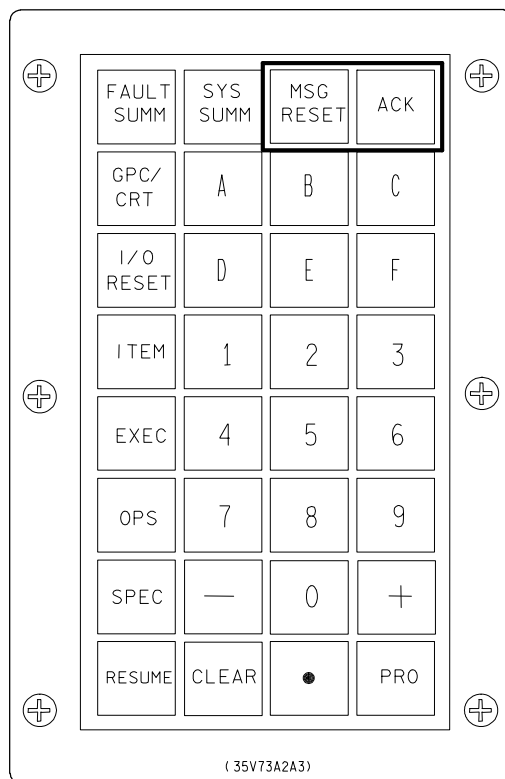 FAULT SUMM
SYS SUMM
MSG RESET
ACK
GPC/ CRT
A
B
C
I/O RESET
D
E
F
ITEM
1
2
3
EXEC
4
5
6
OPS
7
8
9
SPEC
—
0
+
RESUME
CLEAR
•
PRO
(35V73A2A3)